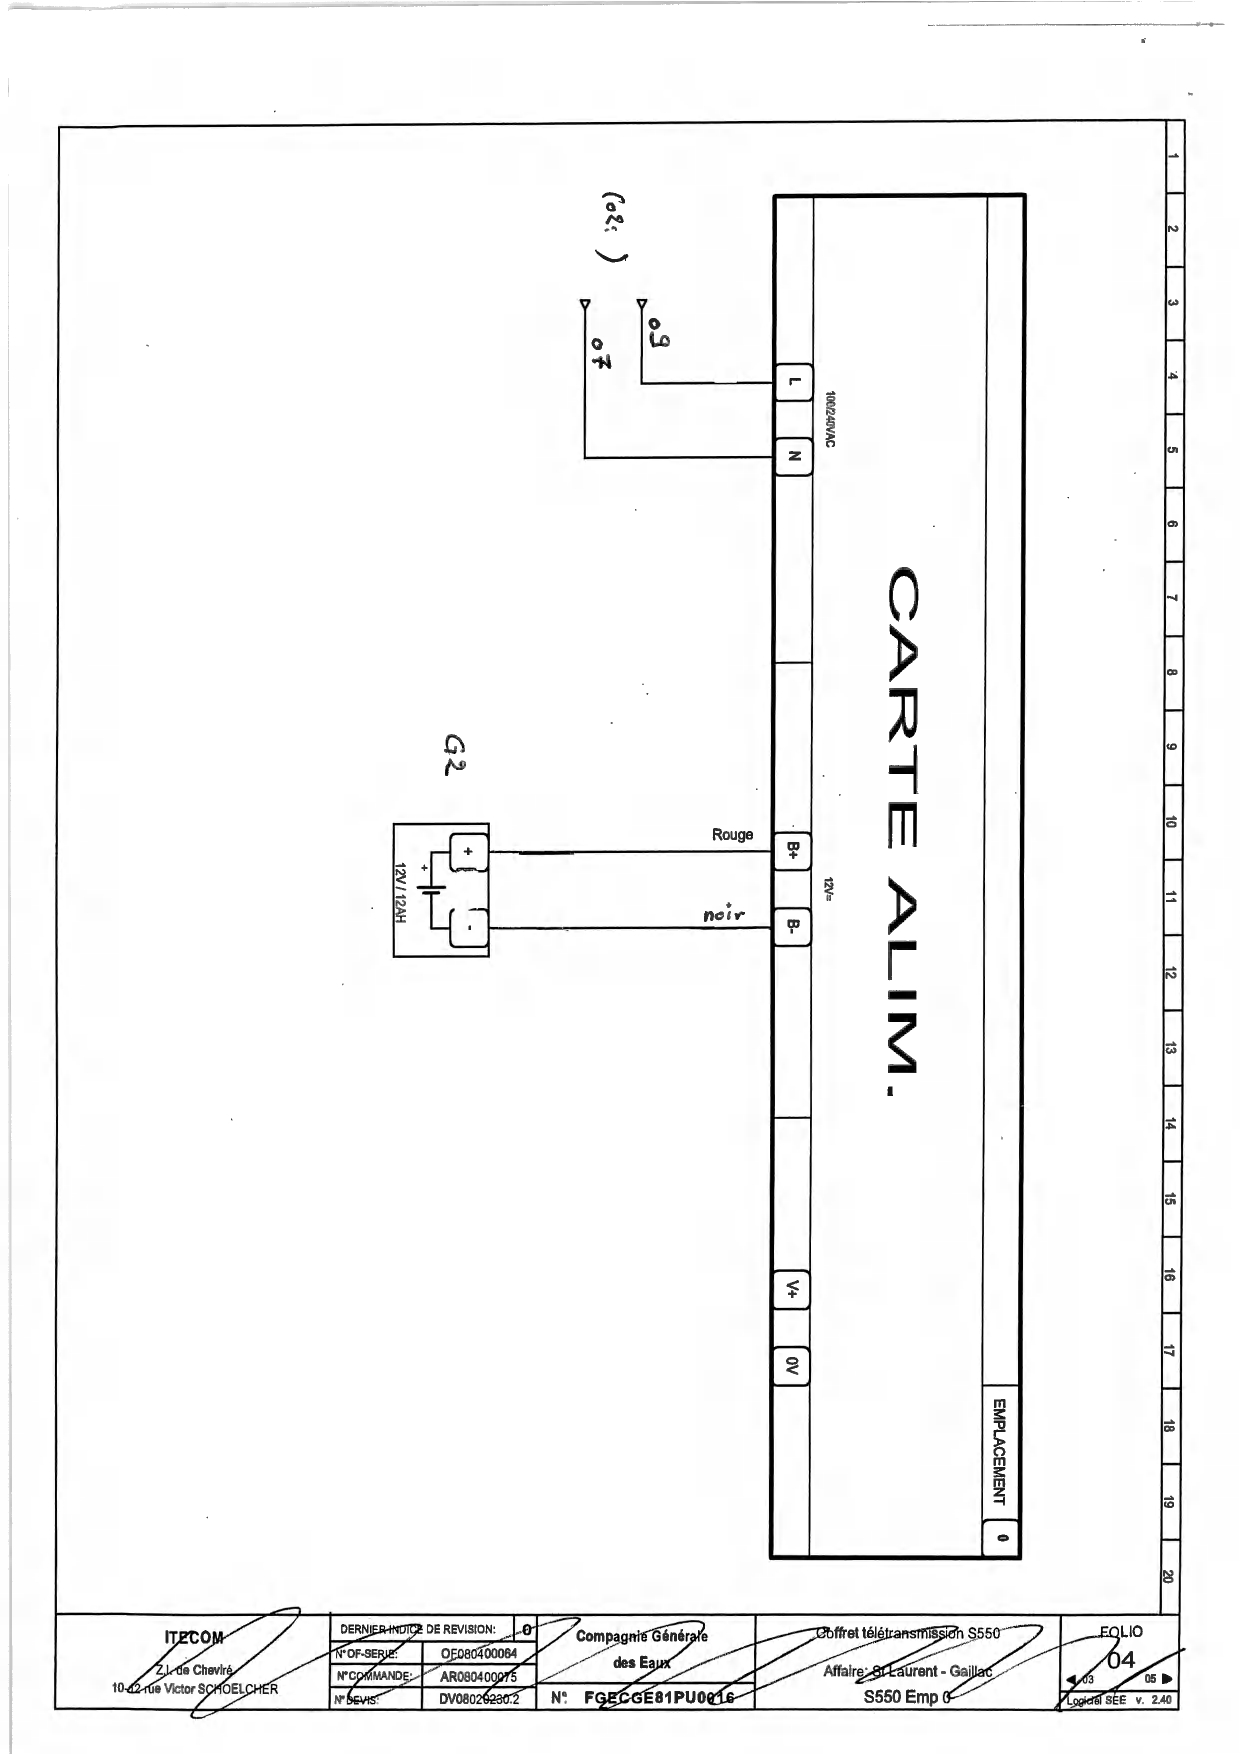 1
2
3
4
5
6
7
8
9
10
11
12
13
14
15
16
17
18
19
20
09
07
L
N
100/240VAC
CARTE ALIM.
G2
Rouge
noir
B+
B-
12V=
+
-
+
12V / 12AH
V+
0V
EMPLACEMENT 0
ITECOM
Z.I. de Cheviré
10-12 rue Victor SCHOELCHER
DERNIER INDICE DE REVISION: 0
N°OF-SERIE: OF080400064
N°COMMANDE: AR080400075
N° DEVIS: DV08020230.2
Compagnie Générale
des Eaux
N°: FGECGE81PU0016
Coffret télétransmission S550
Affaire: St Laurent - Gaillac
S550 Emp 0
FOLIO
04
03 05
Logiciel SEE v. 2.40